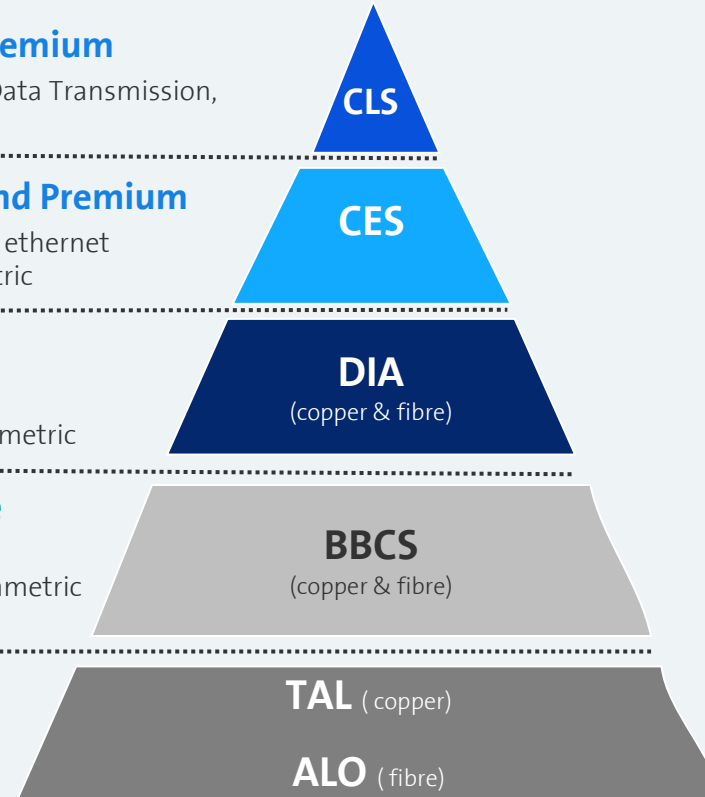 emium
Data Transmission,
CLS
nd Premium
ethernet
tric
CES
DIA
(copper & fibre)
metric
BBCS
(copper & fibre)
metric
TAL ( copper)
ALO ( fibre)